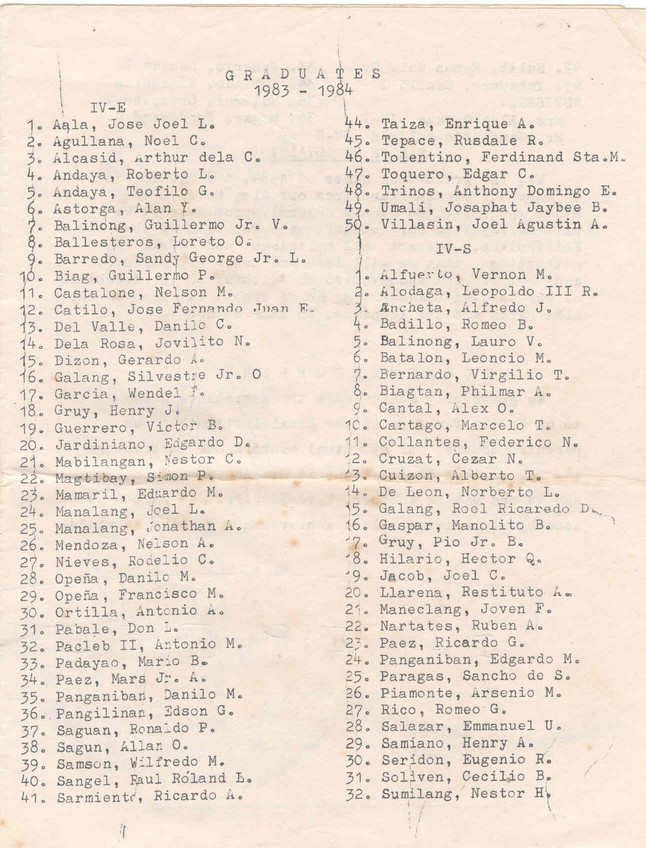 GRADUATES
1983 - 1984
IV-E
1. Aala, Jose Joel L.
2. Agullana, Noel C.
3. Alcasid, Arthur dela C.
4. Andaya, Roberto L.
5. Andaya, Teofilo G.
6. Astorga, Alan Y.
7. Balinong, Guillermo Jr. V.
8. Ballesteros, Loreto O.
9. Barredo, Sandy George Jr. L.
10. Biag, Guillermo P.
11. Castalone, Nelson M.
12. Catilo, Jose Fernando Juan E.
13. Del Valle, Danilo C.
14. Dela Rosa, Jovilito N.
15. Dizon, Gerardo A.
16. Galang, Silvestre Jr. O
17. Garcia, Wendel
18. Gruy, Henry J.
19. Guerrero, Victor B.
20. Jardiniano, Edgardo D.
21. Mabilangan, Nestor C.
22. Magtibay, Simon P.
23. Mamaril, Eduardo M.
24. Manalang, Joel L.
25. Manalang, Jonathan A.
26. Mendoza, Nelson A.
27. Nieves, Rodelio C.
28. Opeña, Danilo M.
29. Opeña, Francisco M.
30. Ortilla, Antonio A.
31. Pabale, Don L.
32. Pacleb II, Antonio M.
33. Padayao, Mario B.
34. Paez, Mars Jr. A.
35. Panganiban, Danilo M.
36. Pangilinan, Edson G.
37. Saguan, Ronaldo P.
38. Sagun, Allan O.
39. Samson, Wilfredo M.
40. Sangel, Raul Roland L.
41. Sarmiento, Ricardo A.
44. Taiza, Enrique A.
45. Tepace, Rusdale R.
46. Tolentino, Ferdinand Sta.M.
47. Toquero, Edgar C.
48. Trinos, Anthony Domingo E.
49. Umali, Josaphat Jaybee B.
50. Villasin, Joel Agustin A.
IV-S
1. Alfuerto, Vernon M.
2. Alodaga, Leopoldo III R.
3. Ancheta, Alfredo J.
4. Badillo, Romeo B.
5. Balinong, Lauro V.
6. Batalon, Leoncio M.
7. Bernardo, Virgilio T.
8. Biagtan, Philmar A.
9. Cantal, Alex O.
10. Cartago, Marcelo T.
11. Collantes, Federico N.
12. Cruzat, Cezar N.
13. Cuizon, Alberto T.
14. De Leon, Norberto L.
15. Galang, Roel Ricaredo D.
16. Gaspar, Manolito B.
17. Gruy, Pio Jr. B.
18. Hilario, Hector Q.
19. Jacob, Joel C.
20. Llarena, Restituto A.
21. Maneclang, Joven F.
22. Nartates, Ruben A.
23. Paez, Ricardo G.
24. Panganiban, Edgardo M.
25. Paragas, Sancho de S.
26. Piamonte, Arsenio M.
27. Rico, Romeo G.
28. Salazar, Emmanuel U.
29. Samiano, Henry A.
30. Seridon, Eugenio R.
31. Soliven, Cecilio B.
32. Sumilang, Nestor H.